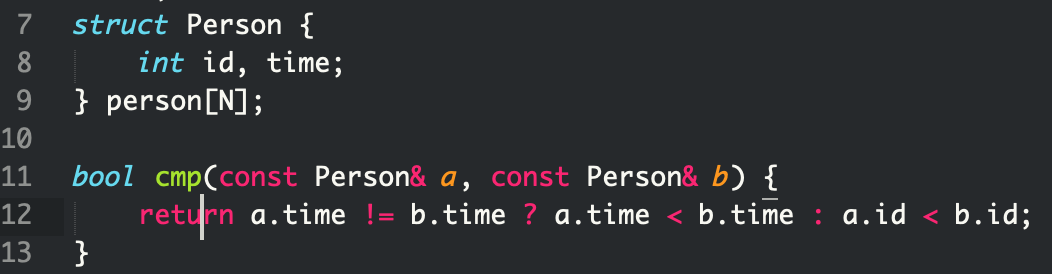 7 struct Person {
8 int id, time;
9 } person[N];
10
11 bool cmp(const Person& a, const Person& b) {
12 return a.time != b.time ? a.time < b.time : a.id < b.id;
13 }